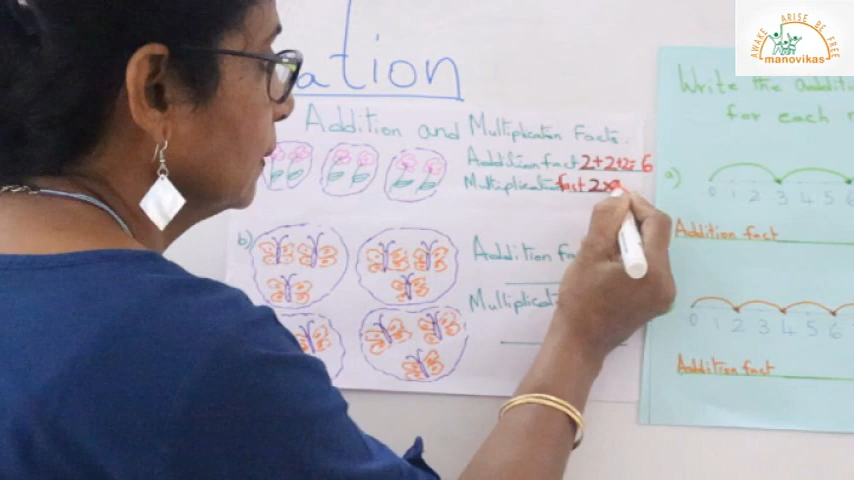 AWAKE ARISE BE FREE
manovikas
ation
Addition and Multiplication Facts.
Addition fact 2+2+2= 6
Multiplication fact 2x
b)
Addition
Multiplicati
Write the additi
for each
a)
0 1 2 3 4 5 6
Addition fact
0 1 2 3 4 5 6
Addition fact